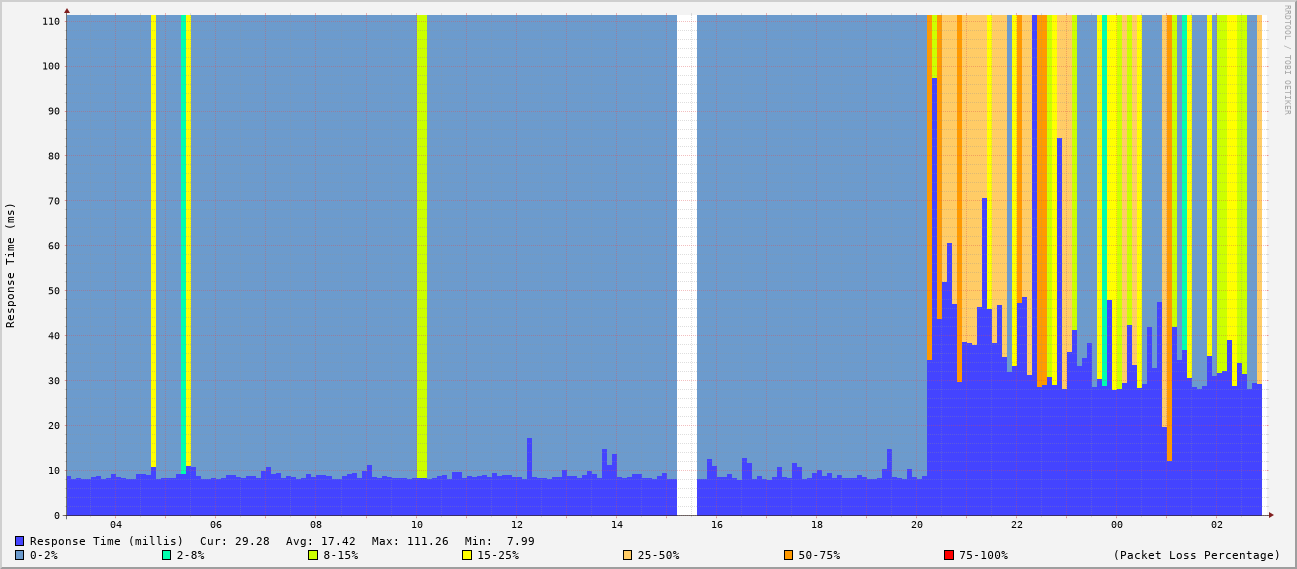 RRDTOOL / TOBI OETIKER
Response Time (ms)
110
100
90
80
70
60
50
40
30
20
10
0
04 06 08 10 12 14 16 18 20 22 00 02
Response Time (millis) Cur: 29.28 Avg: 17.42 Max: 111.26 Min: 7.99
0-2% 2-8% 8-15% 15-25% 25-50% 50-75% 75-100% (Packet Loss Percentage)